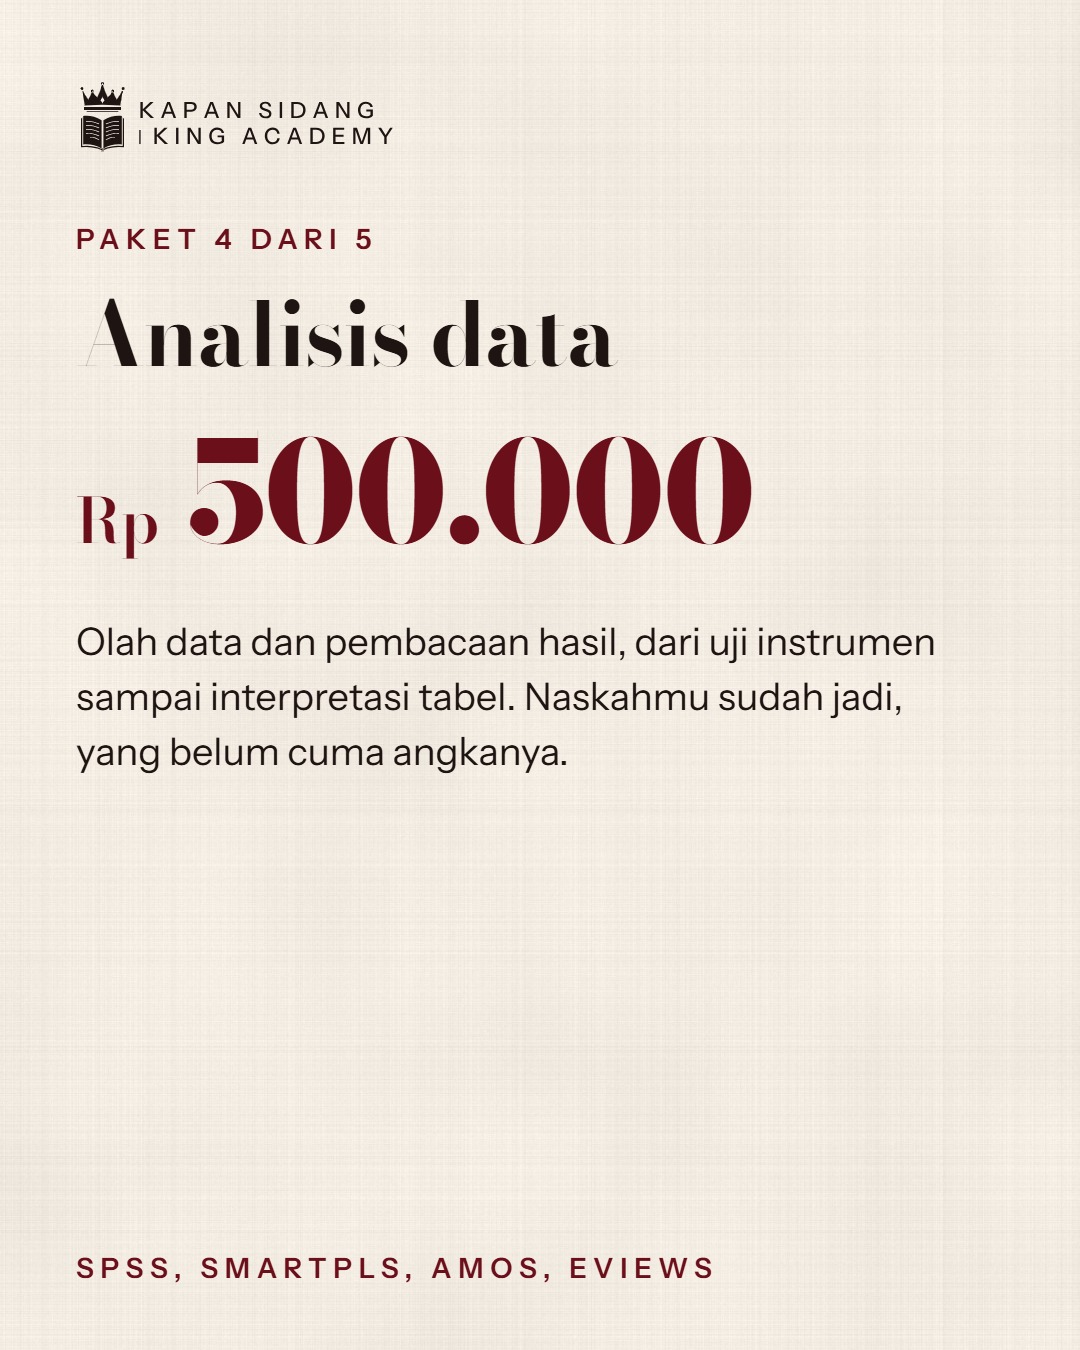 KAPAN SIDANG
| KING ACADEMY
PAKET 4 DARI 5
Analisis data
Rp 500.000
Olah data dan pembacaan hasil, dari uji instrumen
sampai interpretasi tabel. Naskahmu sudah jadi,
yang belum cuma angkanya.
SPSS, SMARTPLS, AMOS, EVIEWS